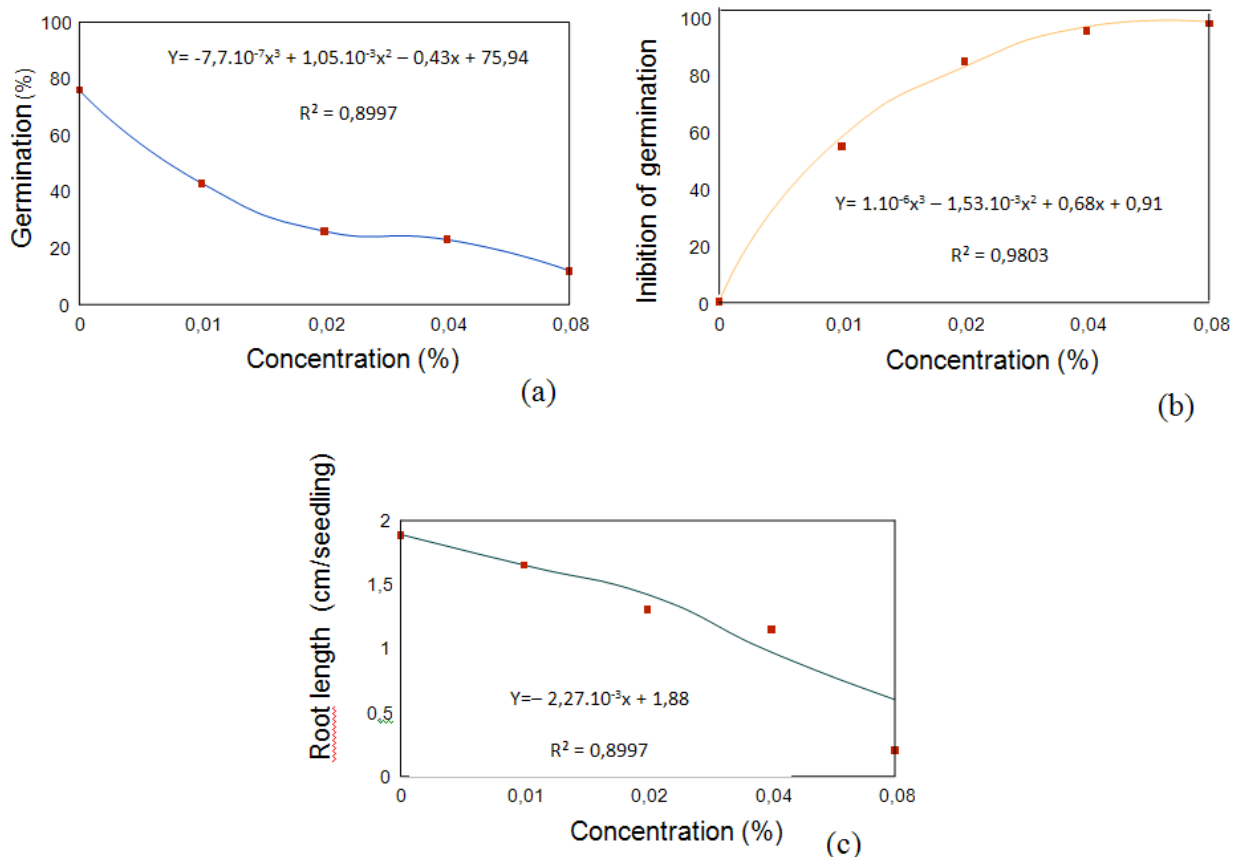 Germination (%)
100
80
60
40
20
0
Y= -7,7.10⁻⁷x³ + 1,05.10⁻³x² – 0,43x + 75,94
R² = 0,8997
0 0,01 0,02 0,04 0,08
Concentration (%)
(a)
Inibition of germination
100
80
60
40
20
0
Y= 1.10⁻⁶x³ – 1,53.10⁻³x² + 0,68x + 0,91
R² = 0,9803
0 0,01 0,02 0,04 0,08
Concentration (%)
(b)
Root length (cm/seedling)
2
1,5
1
0,5
0
Y=– 2,27.10⁻³x + 1,88
R² = 0,8997
0 0,01 0,02 0,04 0,08
Concentration (%)
(c)